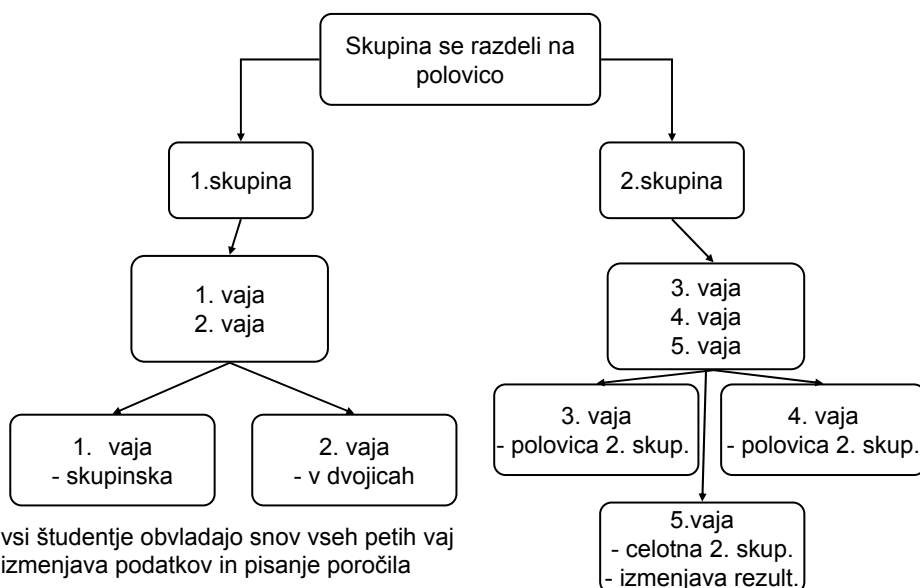 Skupina se razdeli na
polovico
1.skupina
2.skupina
1. vaja
2. vaja
3. vaja
4. vaja
5. vaja
1. vaja
- skupinska
2. vaja
- v dvojicah
3. vaja
- polovica 2. skup.
4. vaja
- polovica 2. skup.
5.vaja
- celotna 2. skup.
- izmenjava rezult.
vsi študentje obvladajo snov vseh petih vaj
izmenjava podatkov in pisanje poročila